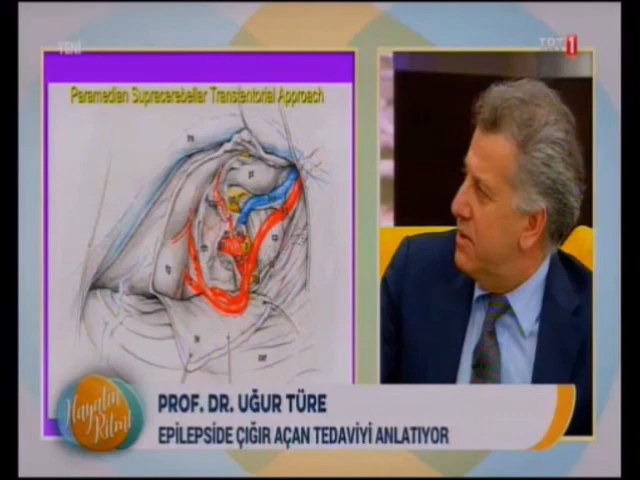 YENİ
TRT 1
Paramedian Supracerebellar Transtentorial Approach
Hayatın
Ritmi
PROF. DR. UĞUR TÜRE
EPİLEPSİDE ÇIĞIR AÇAN TEDAVİYİ ANLATIYOR